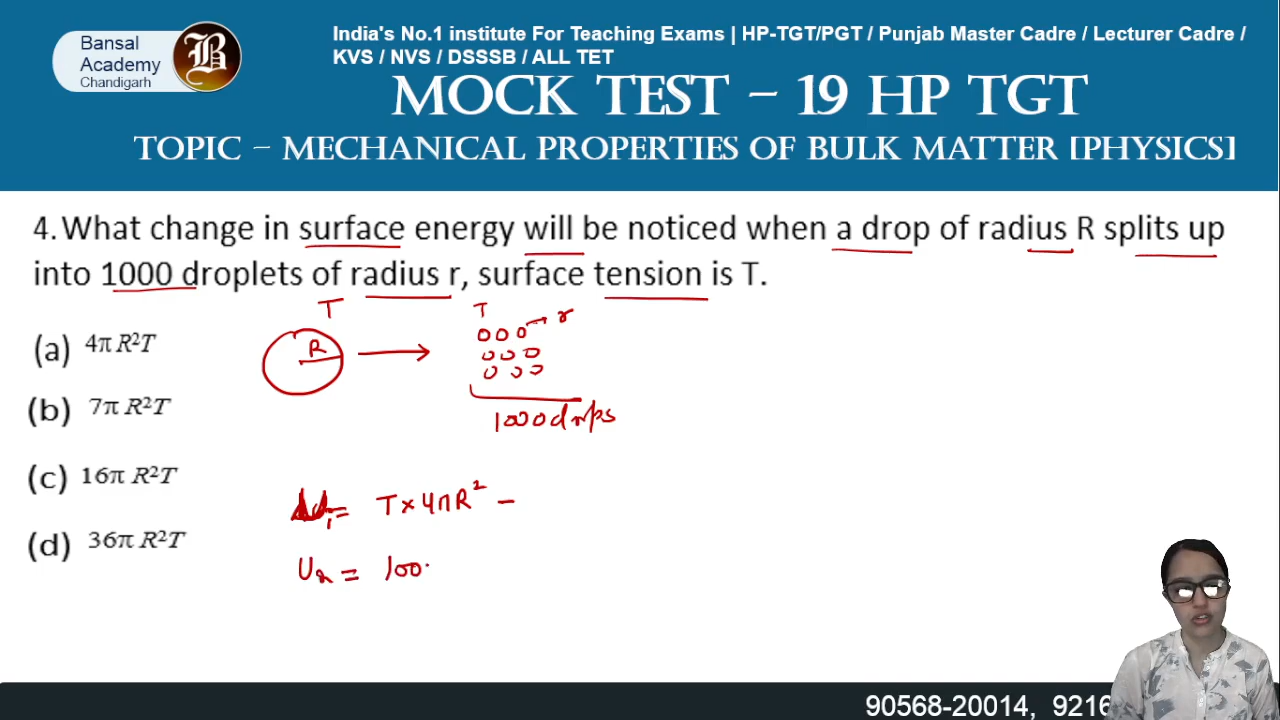 Bansal
Academy
Chandigarh
B
India's No.1 institute For Teaching Exams | HP-TGT/PGT / Punjab Master Cadre / Lecturer Cadre /
KVS / NVS / DSSSB / ALL TET
MOCK TEST – 19 HP TGT
TOPIC – MECHANICAL PROPERTIES OF BULK MATTER [PHYSICS]
4. What change in surface energy will be noticed when a drop of radius R splits up
into 1000 droplets of radius r, surface tension is T.
(a) 4π R²T
(b) 7π R²T
(c) 16π R²T
(d) 36π R²T
T
R
T
r
1000 drops
= T × 4πR² –
U₂ = 100
90568-20014, 9216